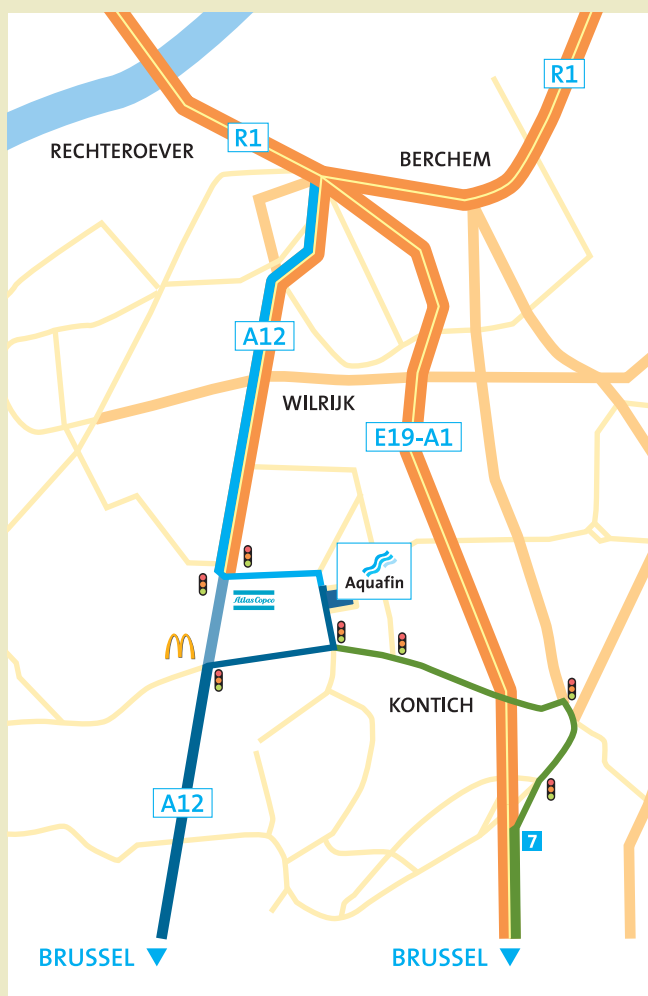 R1
R1
RECHTEROEVER
BERCHEM
A12
WILRIJK
E19-A1
Aquafin
Atlas Copco
KONTICH
A12
7
BRUSSEL
BRUSSEL